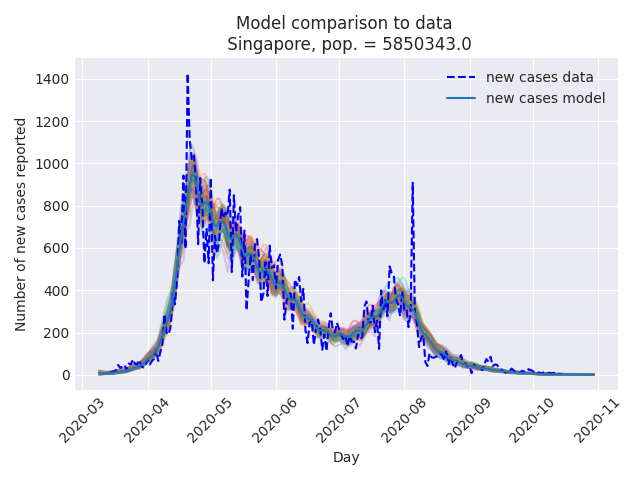 Model comparison to data
Singapore, pop. = 5850343.0
new cases data
new cases model
Number of new cases reported
1400
1200
1000
800
600
400
200
0
2020-03
2020-04
2020-05
2020-06
2020-07
2020-08
2020-09
2020-10
2020-11
Day